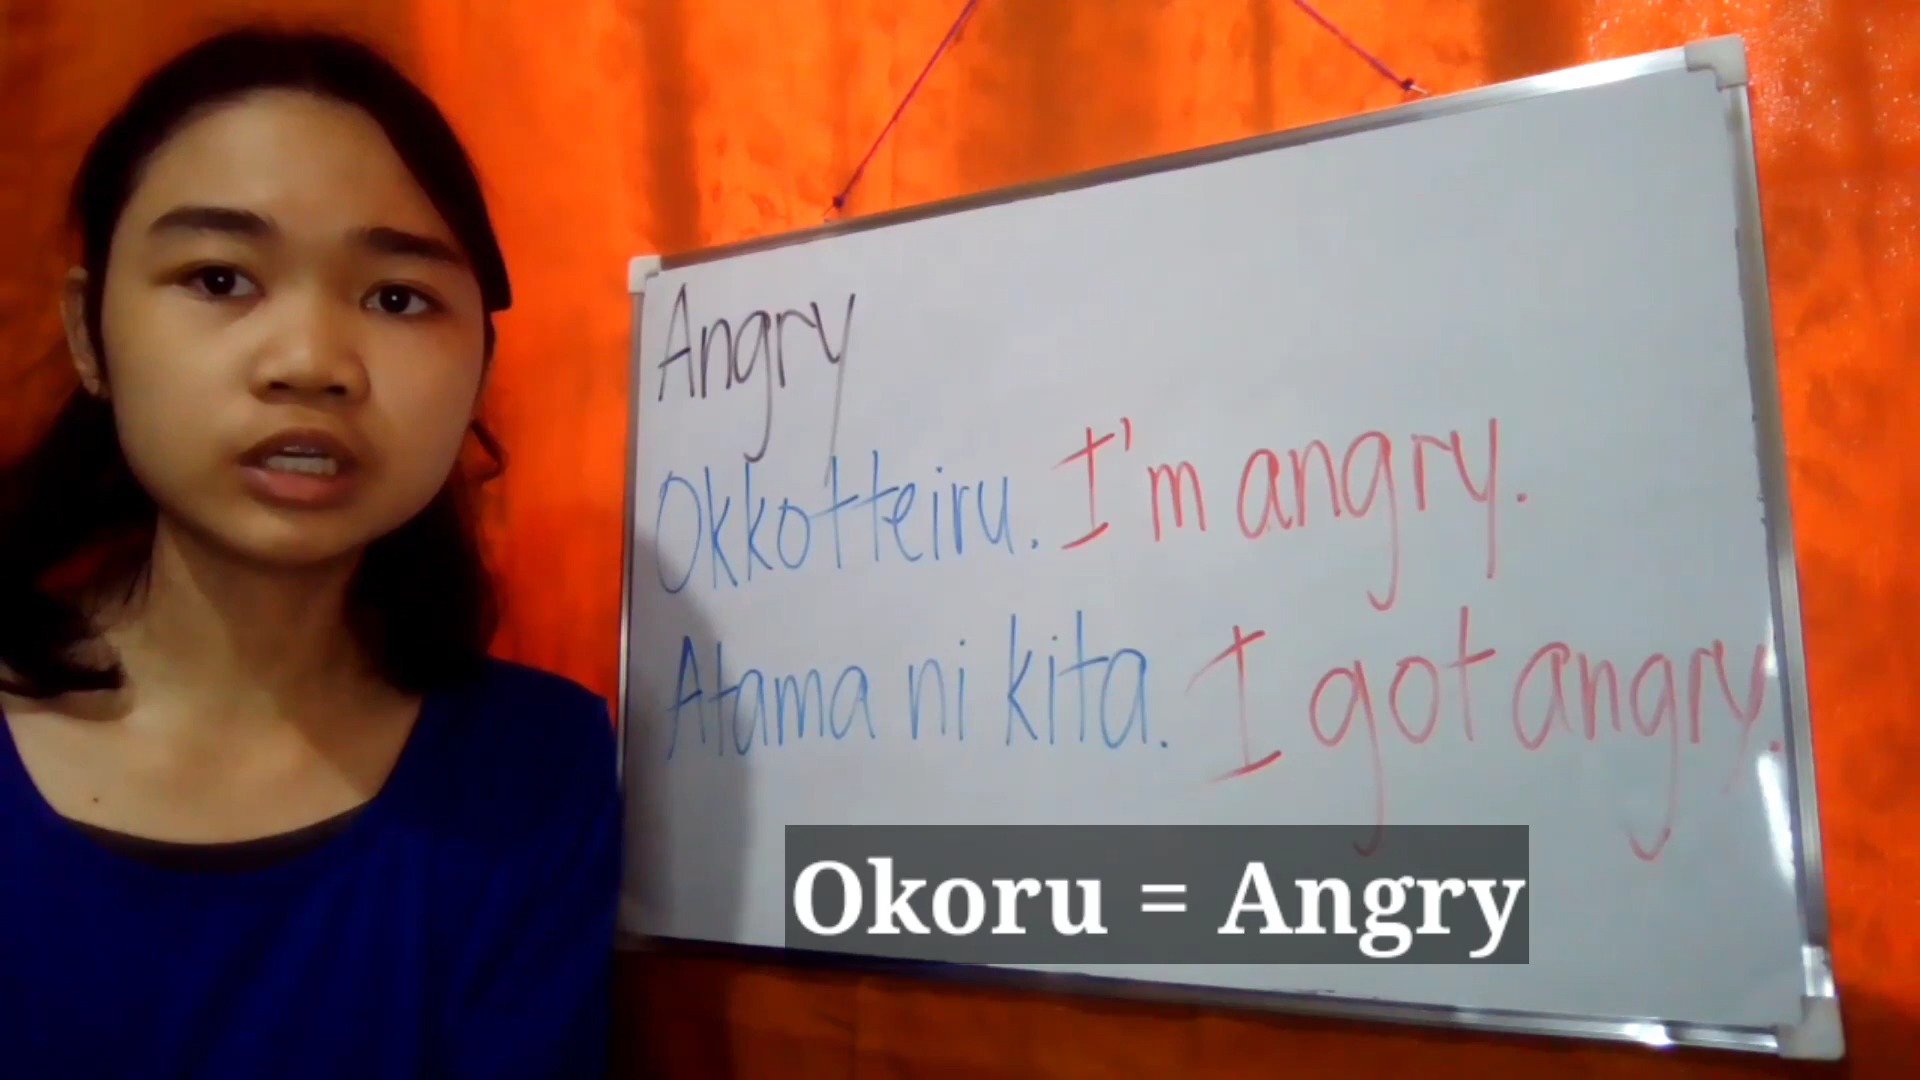 Angry
Okkotteiru. I'm angry.
Atama ni kita. I got angry.
Okoru = Angry